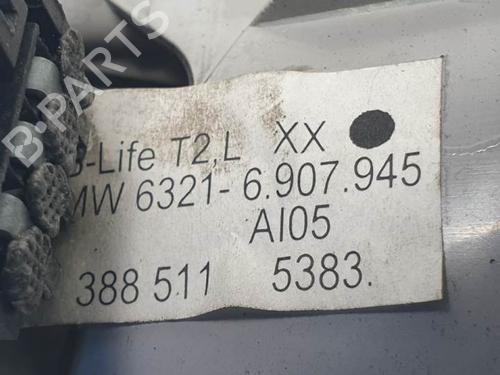 B-PARTS
-Life T2,L XX
MW 6321- 6.907.945
AI05
388 511 5383.